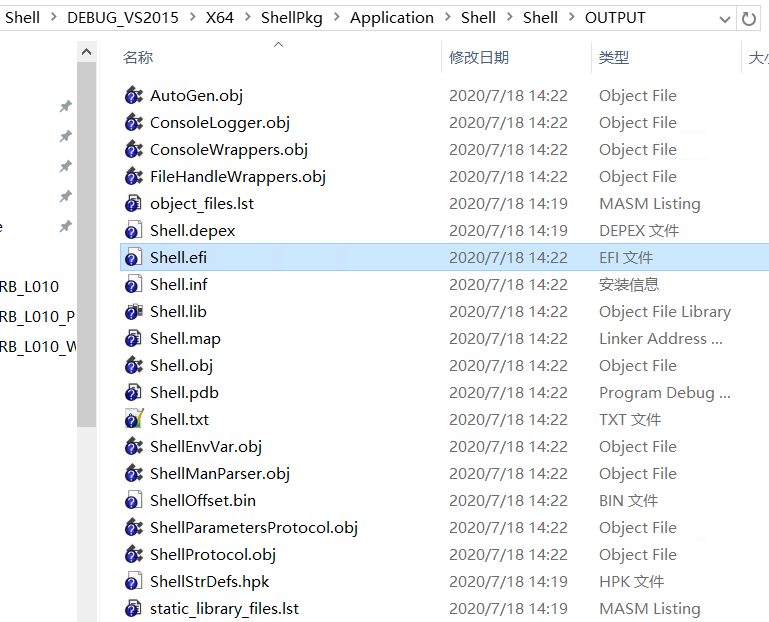 Shell > DEBUG_VS2015 > X64 > ShellPkg > Application > Shell > Shell > OUTPUT
名称 修改日期 类型 大小
AutoGen.obj 2020/7/18 14:22 Object File
ConsoleLogger.obj 2020/7/18 14:22 Object File
ConsoleWrappers.obj 2020/7/18 14:22 Object File
FileHandleWrappers.obj 2020/7/18 14:22 Object File
object_files.lst 2020/7/18 14:19 MASM Listing
e Shell.depex 2020/7/18 14:22 DEPEX 文件
Shell.efi 2020/7/18 14:22 EFI 文件
RB_L010 Shell.inf 2020/7/18 14:22 安装信息
RB_L010_P Shell.lib 2020/7/18 14:22 Object File Library
RB_L010_W Shell.map 2020/7/18 14:22 Linker Address ...
Shell.obj 2020/7/18 14:22 Object File
Shell.pdb 2020/7/18 14:22 Program Debug ...
Shell.txt 2020/7/18 14:22 TXT 文件
ShellEnvVar.obj 2020/7/18 14:22 Object File
ShellManParser.obj 2020/7/18 14:22 Object File
ShellOffset.bin 2020/7/18 14:22 BIN 文件
ShellParametersProtocol.obj 2020/7/18 14:22 Object File
ShellProtocol.obj 2020/7/18 14:22 Object File
ShellStrDefs.hpk 2020/7/18 14:19 HPK 文件
static_library_files.lst 2020/7/18 14:19 MASM Listing